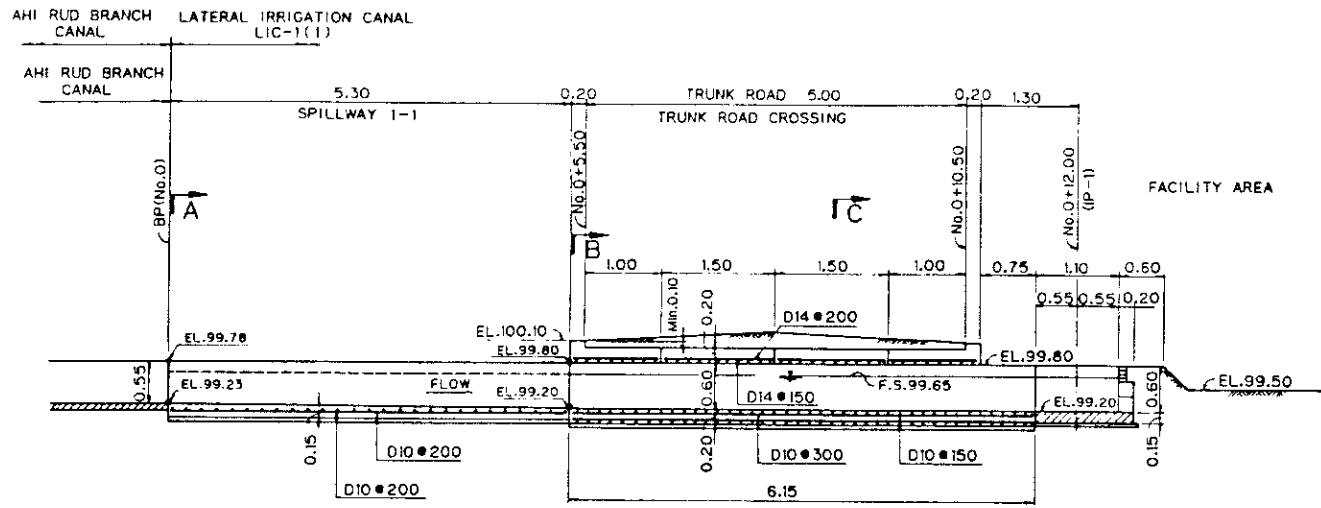 AHI RUD BRANCH
CANAL
LATERAL IRRIGATION CANAL
LIC-1(1)
AHI RUD BRANCH
CANAL
5.30
0.20
TRUNK ROAD 5.00
0.20
1.30
SPILLWAY 1-1
TRUNK ROAD CROSSING
BP(No.0)
No.0+5.50
No.0+10.50
No.0+12.00
(IP-1)
FACILITY AREA
A
B
C
1.00
1.50
1.50
1.00
0.75
1.10
0.60
0.55
0.55
0.20
Min.0.10
0.20
D14@200
EL.100.10
EL.99.78
EL.99.80
EL.99.80
0.55
EL.99.23
FLOW
EL.99.20
0.60
F.S.99.65
D14@150
EL.99.20
0.60
EL.99.50
0.15
D10@200
D10@200
0.20
D10@300
D10@150
0.15
6.15